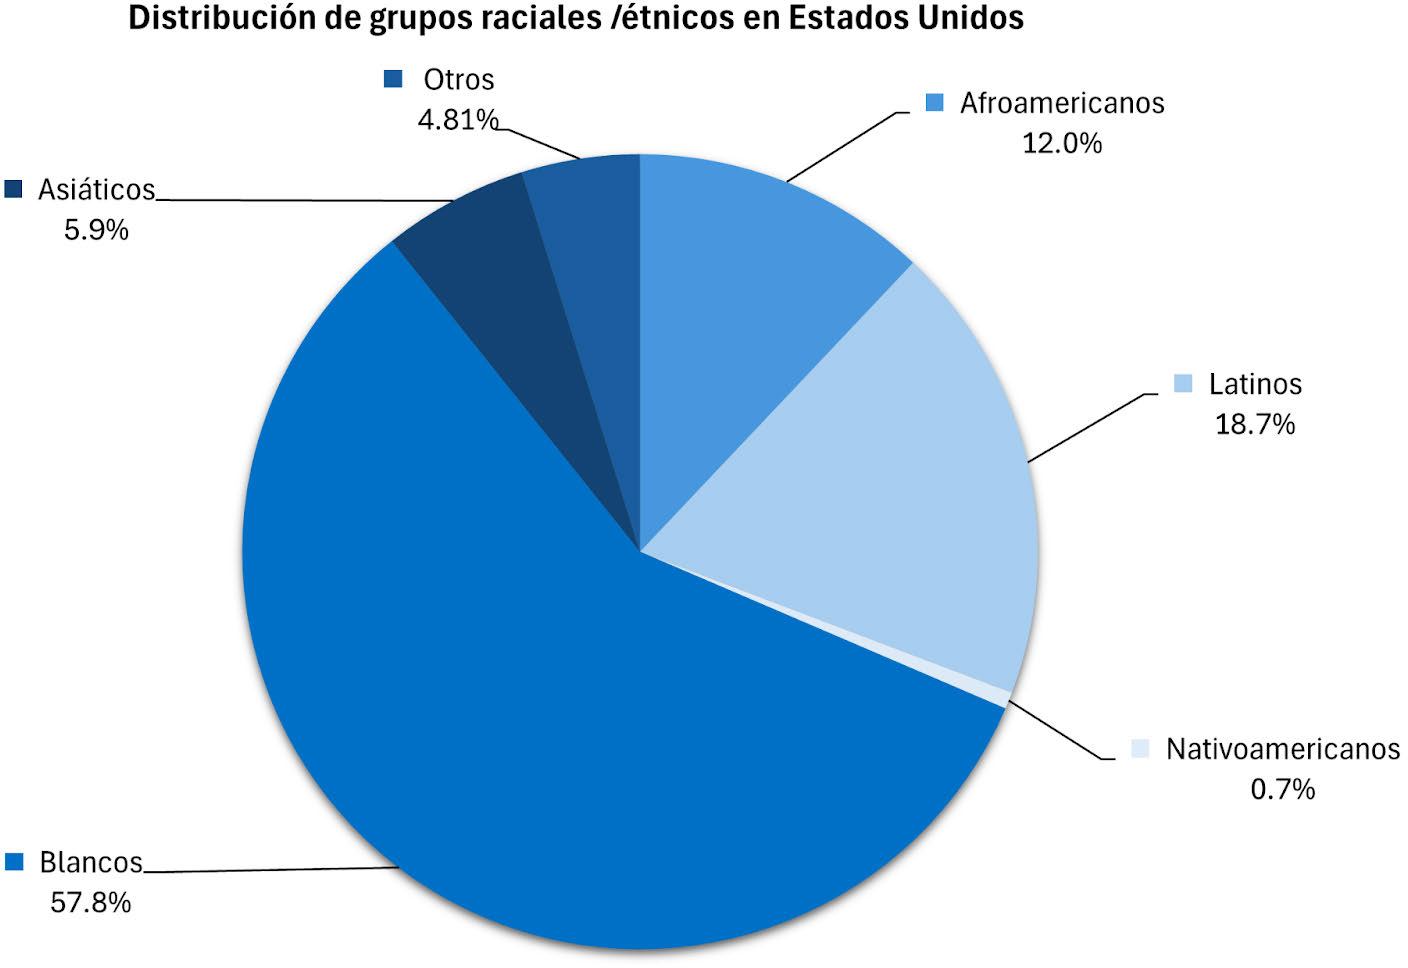 Distribución de grupos raciales /étnicos en Estados Unidos
Otros
4.81%
Afroamericanos
12.0%
Asiáticos
5.9%
Latinos
18.7%
Nativoamericanos
0.7%
Blancos
57.8%